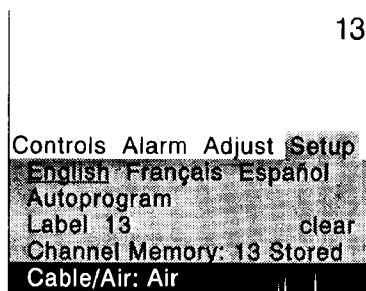 13
Controls Alarm Adjust Setup
English Français Español
Autoprogram
Label 13 clear
Channel Memory: 13 Stored
Cable/Air: Air